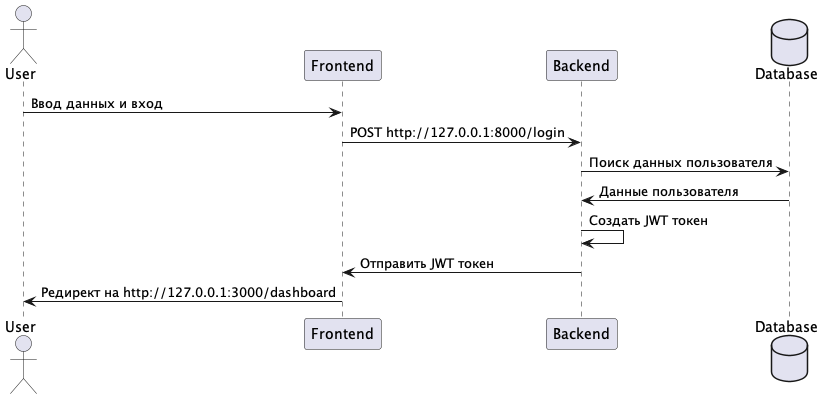 User
Frontend
Backend
Database
Ввод данных и вход
POST http://127.0.0.1:8000/login
Поиск данных пользователя
Данные пользователя
Создать JWT токен
Отправить JWT токен
Редирект на http://127.0.0.1:3000/dashboard
User
Frontend
Backend
Database